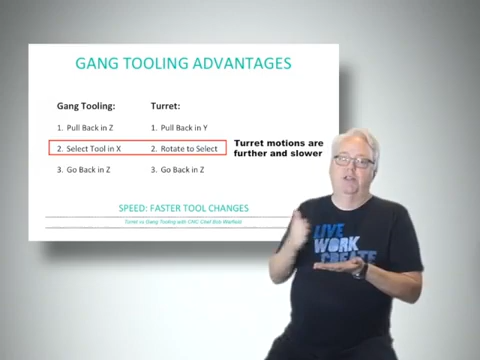 GANG TOOLING ADVANTAGES
Gang Tooling: Turret:
1. Pull Back in Z 1. Pull Back in Y
2. Select Tool in X 2. Rotate to Select
3. Go Back in Z 3. Go Back in Z
Turret motions are
further and slower
SPEED: FASTER TOOL CHANGES
Turret vs Gang Tooling with CNC Chef Bob Warfield
LIVE
WORK
CREATE